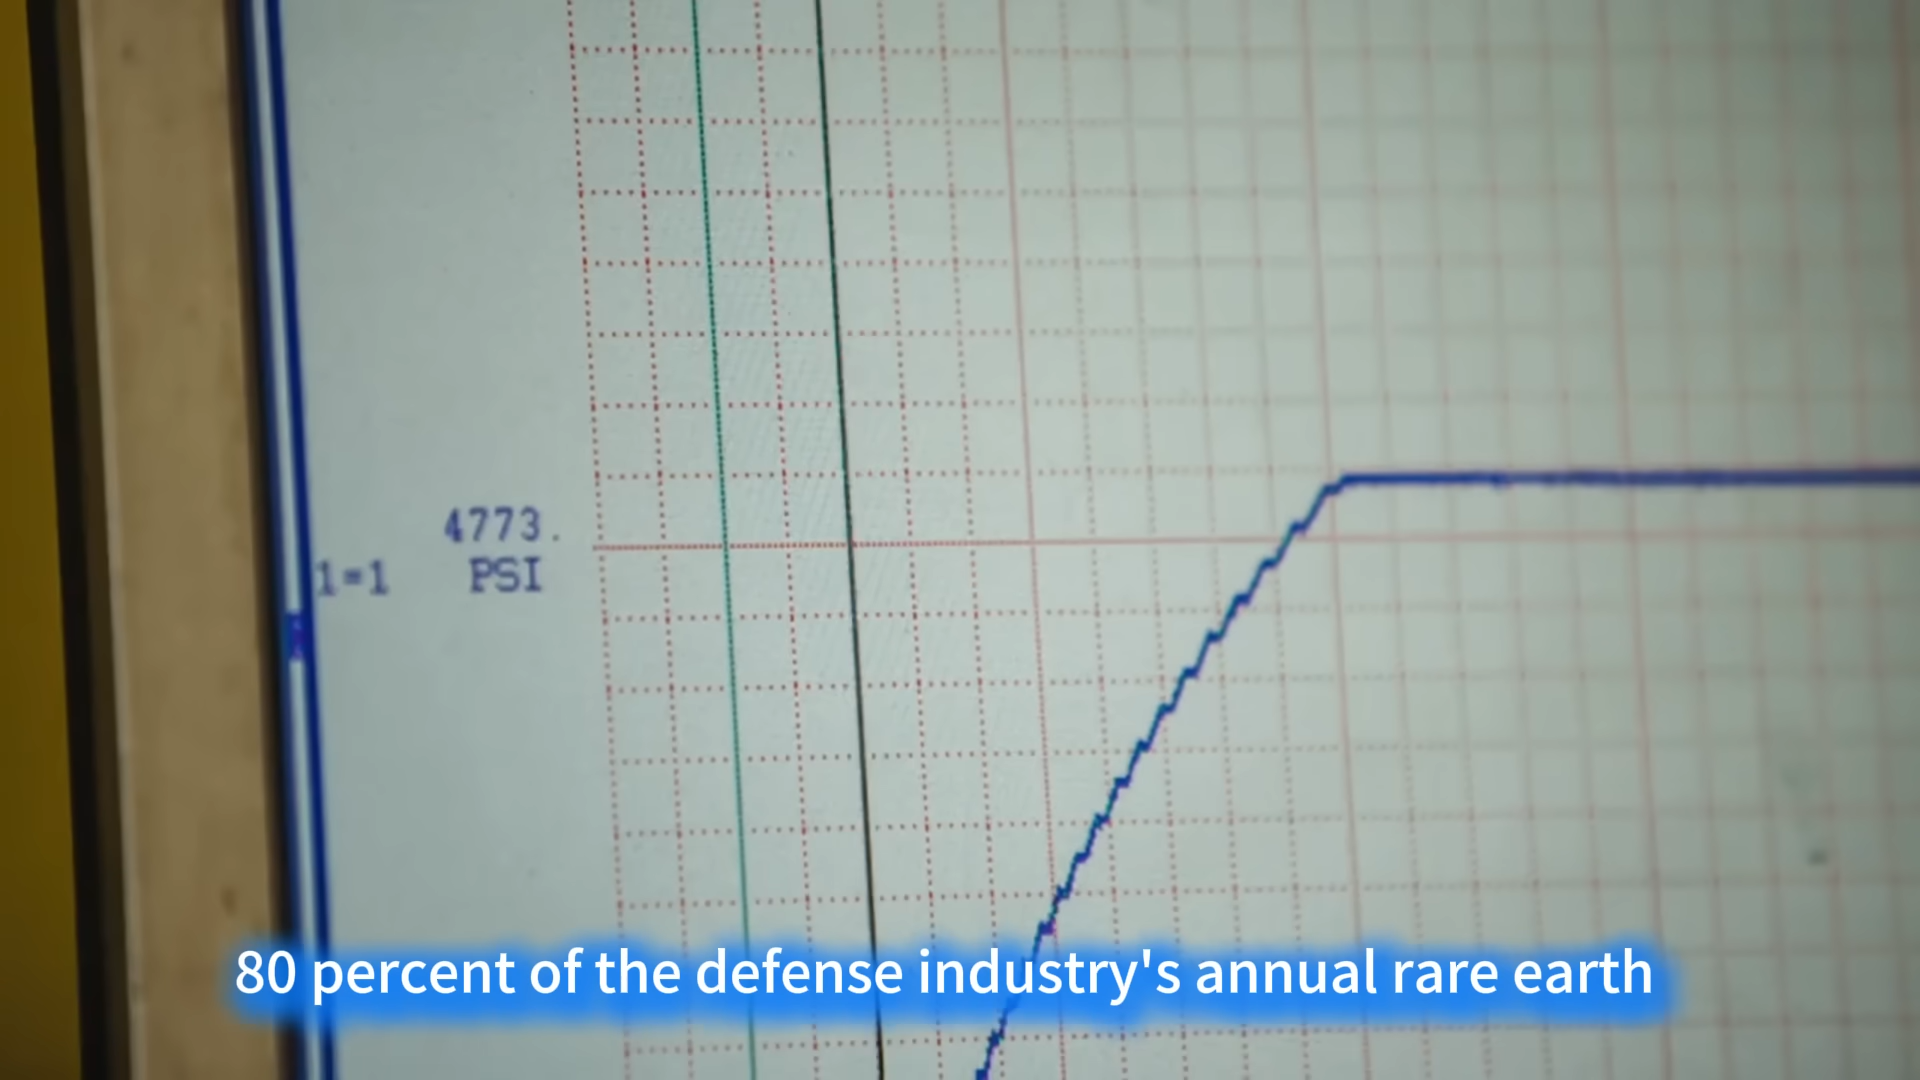 4773.
1=1 PSI
80 percent of the defense industry's annual rare earth